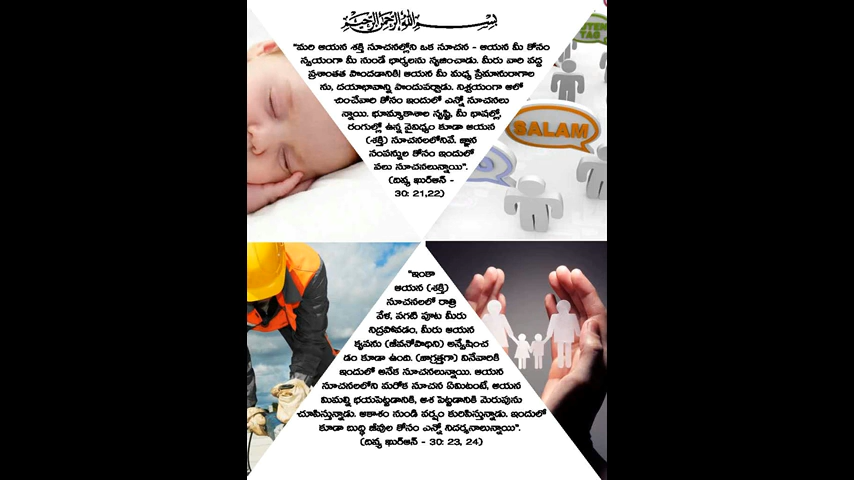 بسم الله الرحمن الرحيم
"మరి ఆయన శక్తి సూచనల్లోని ఒక సూచన - ఆయన మీ కోసం
స్వయంగా మీ నుండే భార్యలను సృజించాడు. మీరు వారి వద్ద
ప్రశాంతత పొందడానికి! ఆయన మీ మధ్య ప్రేమానురాగాల
ను, దయాభావాన్ని పొందుపర్చాడు. నిశ్చయంగా ఆలో
చించేవారి కోసం ఇందులో ఎన్నో సూచనలు
న్నాయి. భూమ్యాకాశాల సృష్టి, మీ భాషల్లో,
రంగుల్లో ఉన్న వైవిధ్యం కూడా ఆయన
(శక్తి) సూచనలలోనివే. జ్ఞాన
సంపన్నుల కోసం ఇందులో
పలు సూచనలున్నాయి".
(దివ్య ఖుర్ఆన్ -
30: 21,22)
TAG
SALAM
"ఇంకా
ఆయన (శక్తి)
సూచనలలో రాత్రి
వేళ, పగటి పూట మీరు
నిద్రపోవడం, మీరు ఆయన
కృపను (జీవనోపాధిని) అన్వేషించ
డం కూడా ఉంది. (జాగ్రత్తగా) వినేవారికి
ఇందులో అనేక సూచనలున్నాయి. ఆయన
సూచనలలోని మరోక సూచన ఏమిటంటే, ఆయన
మిమల్ని భయపెట్టడానికి, ఆశ పెట్టడానికి మెరుపును
చూపిస్తున్నాడు. ఆకాశం నుండి వర్షం కురిపిస్తున్నాడు. ఇందులో
కూడా బుద్ధి జీవుల కోసం ఎన్నో నిదర్శనాలున్నాయి".
(దివ్య ఖుర్ఆన్ - 30: 23, 24)